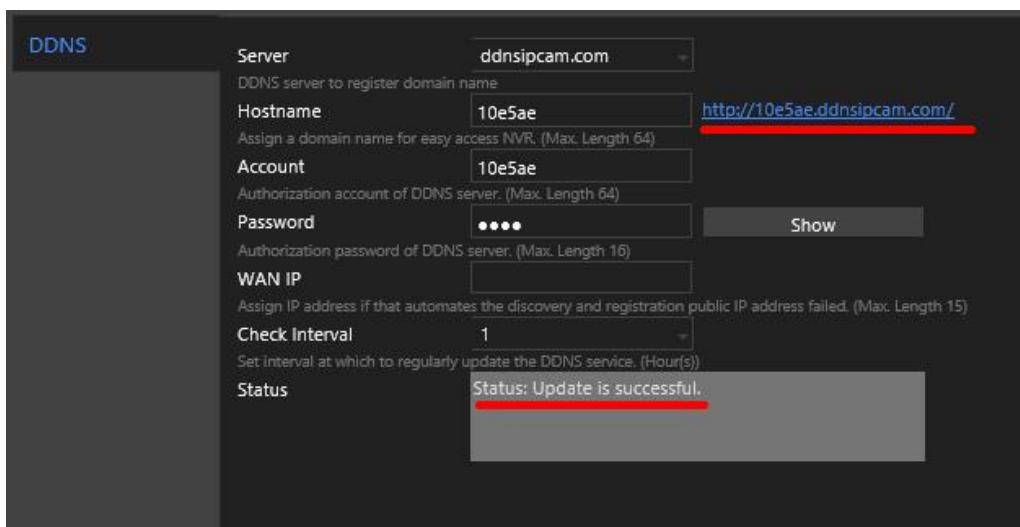 DDNS
Server ddnsipcam.com
DDNS server to register domain name
Hostname 10e5ae http://10e5ae.ddnsipcam.com/
Assign a domain name for easy access NVR. (Max. Length 64)
Account 10e5ae
Authorization account of DDNS server. (Max. Length 64)
Password •••• Show
Authorization password of DDNS server. (Max. Length 16)
WAN IP
Assign IP address if that automates the discovery and registration public IP address failed. (Max. Length 15)
Check Interval 1
Set interval at which to regularly update the DDNS service. (Hour(s))
Status Status: Update is successful.